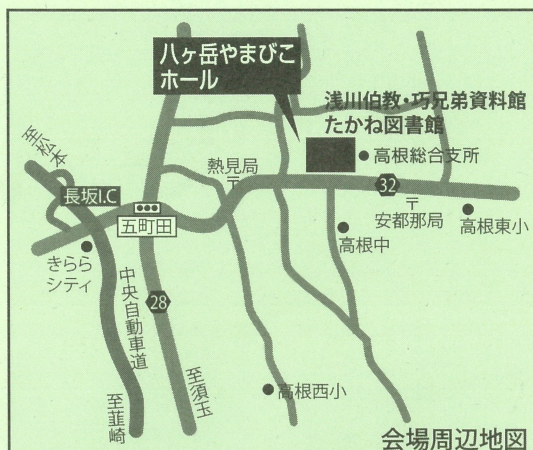 八ヶ岳やまびこ
ホール
浅川伯教・巧兄弟資料館
たかね図書館
至松本
熱見局
〒
高根総合支所
長坂I.C
32
〒
安都那局
五町田
高根東小
高根中
きらら
シティ
中央自動車道
28
至須玉
高根西小
至韮崎
会場周辺地図